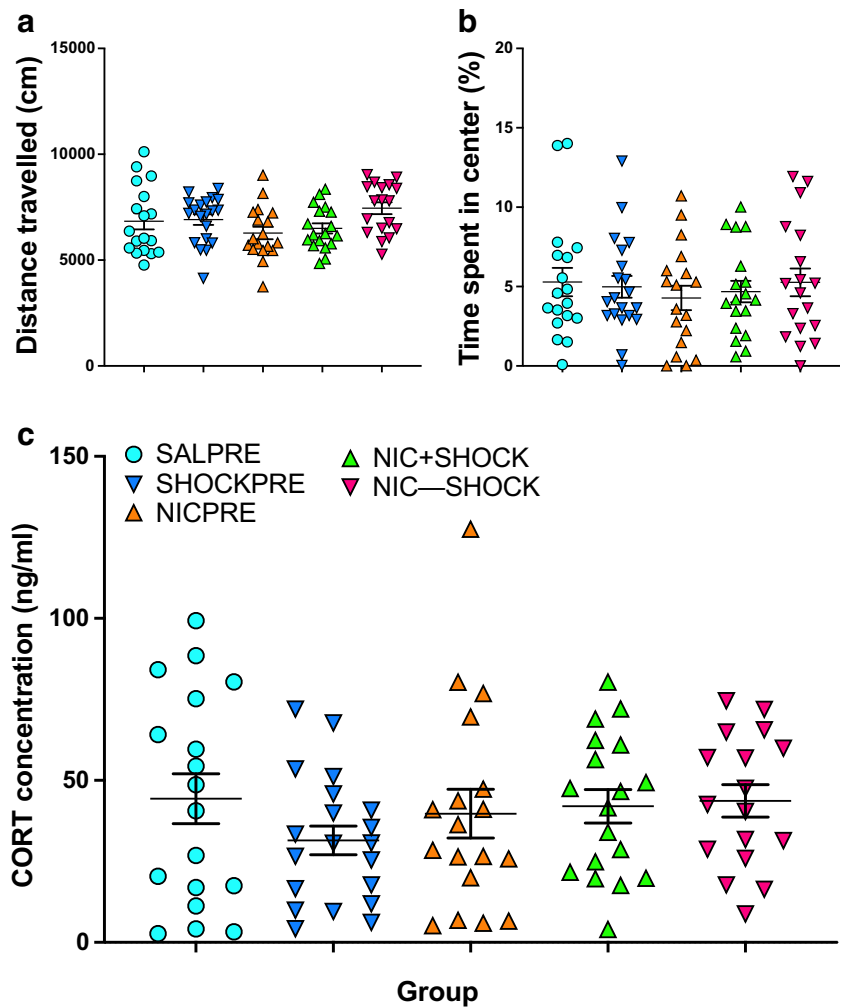 a
Distance travelled (cm)
15000
10000
5000
0
b
Time spent in center (%)
20
15
10
5
0
c
CORT concentration (ng/ml)
150
100
50
0
SALPRE
SHOCKPRE
NICPRE
NIC+SHOCK
NIC—SHOCK
Group